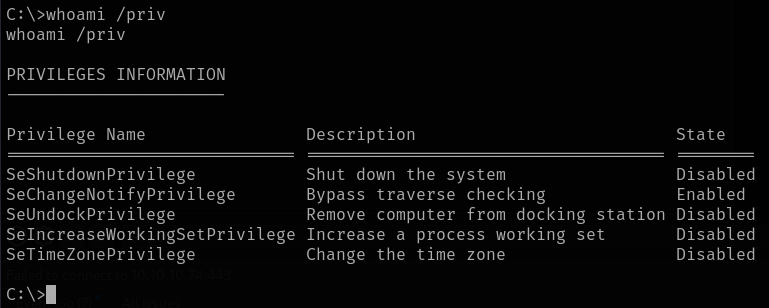 C:\>whoami /priv
whoami /priv
PRIVILEGES INFORMATION
Privilege Name Description State
SeShutdownPrivilege Shut down the system Disabled
SeChangeNotifyPrivilege Bypass traverse checking Enabled
SeUndockPrivilege Remove computer from docking station Disabled
SeIncreaseWorkingSetPrivilege Increase a process working set Disabled
SeTimeZonePrivilege Change the time zone Disabled
C:\>